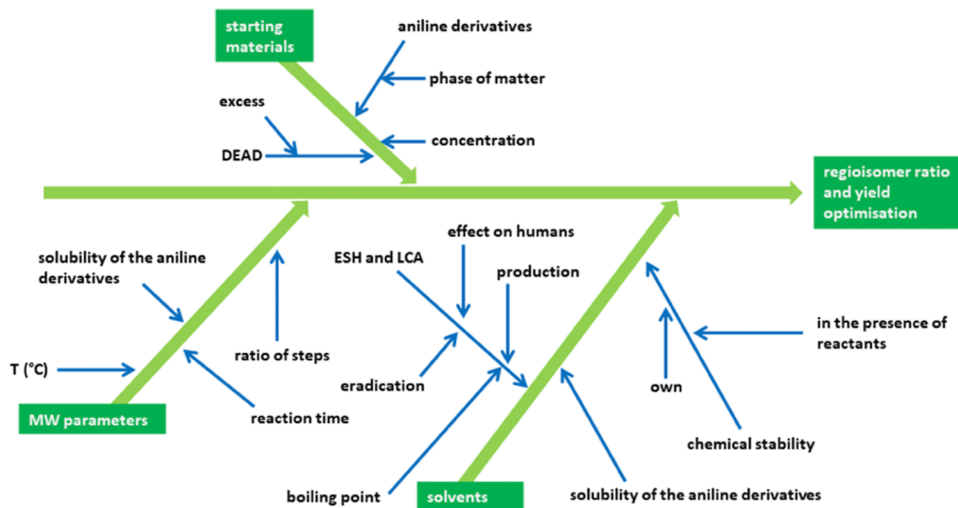 starting
materials
aniline derivatives
phase of matter
excess
concentration
DEAD
regioisomer ratio
and yield
optimisation
effect on humans
solubility of the aniline
derivatives
ESH and LCA
production
in the presence of
reactants
ratio of steps
T (°C)
eradication
own
MW parameters
reaction time
chemical stability
boiling point
solvents
solubility of the aniline derivatives